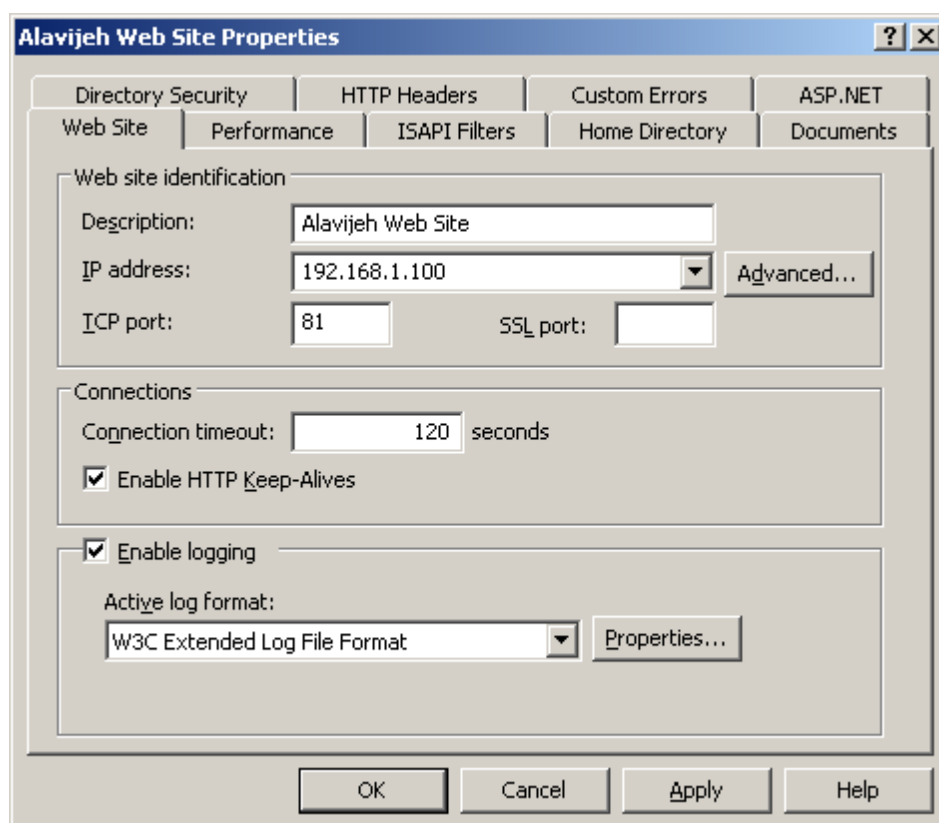 Alavijeh Web Site Properties
Directory Security HTTP Headers Custom Errors ASP.NET
Web Site Performance ISAPI Filters Home Directory Documents
Web site identification
Description: Alavijeh Web Site
IP address: 192.168.1.100 Advanced...
TCP port: 81 SSL port:
Connections
Connection timeout: 120 seconds
Enable HTTP Keep-Alives
Enable logging
Active log format:
W3C Extended Log File Format Properties...
OK Cancel Apply Help